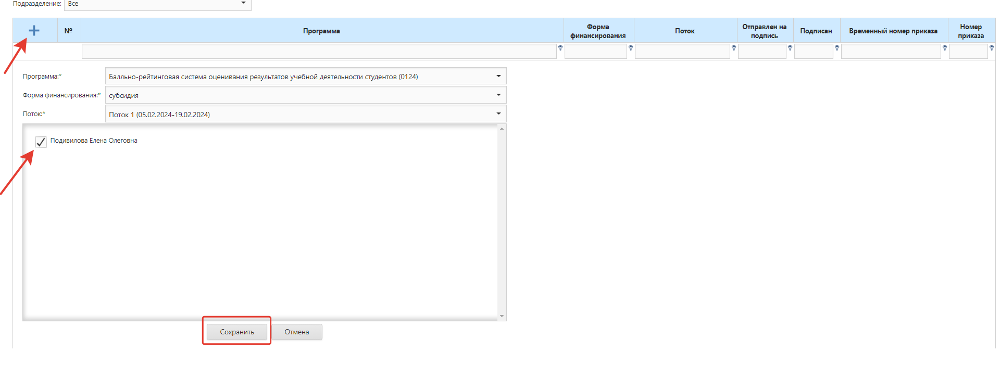 Подразделение: Все
№ Программа Форма финансирования Поток Отправлен на подпись Подписан Временный номер приказа Номер приказа
Программа:* Балльно-рейтинговая система оценивания результатов учебной деятельности студентов (0124)
Форма финансирования:* субсидия
Поток:* Поток 1 (05.02.2024-19.02.2024)
Подивилова Елена Олеговна
Сохранить Отмена